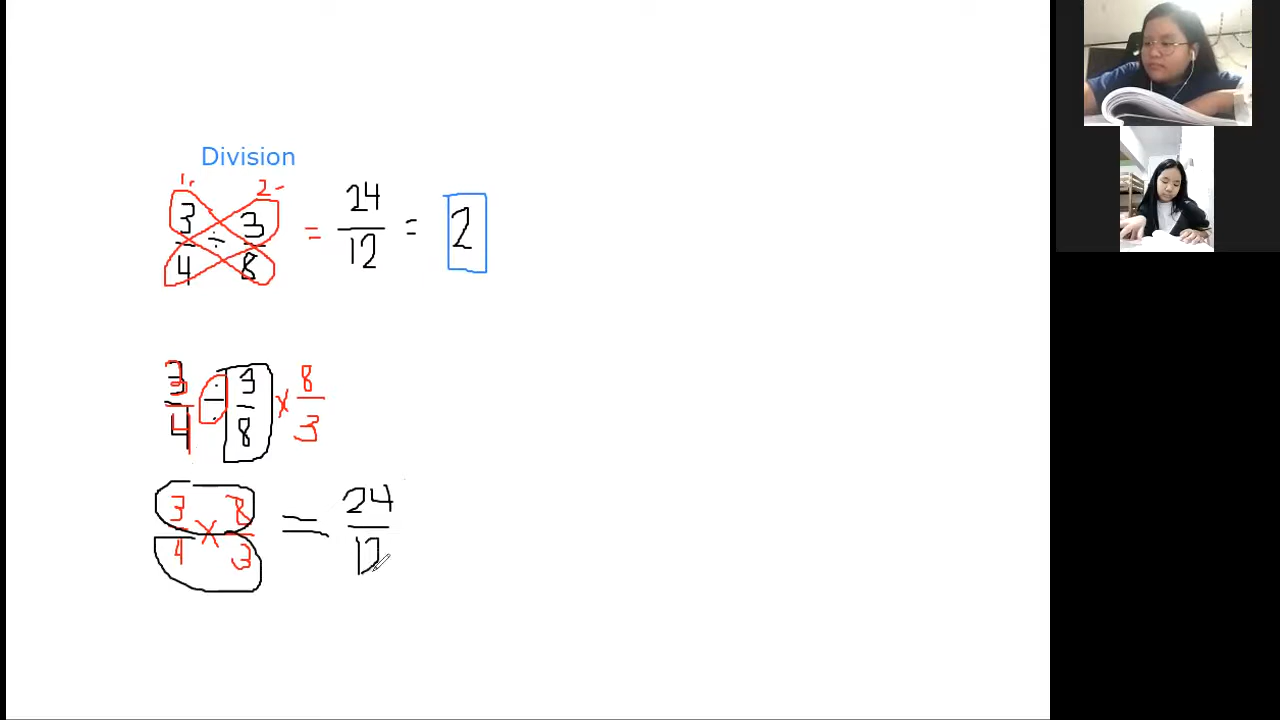 Division
1. 2-
3/4 ÷ 3/8 = 24/12 = 2
3/4 ÷ 3/8 × 8/3
3/4 × 8/3 = 24/12